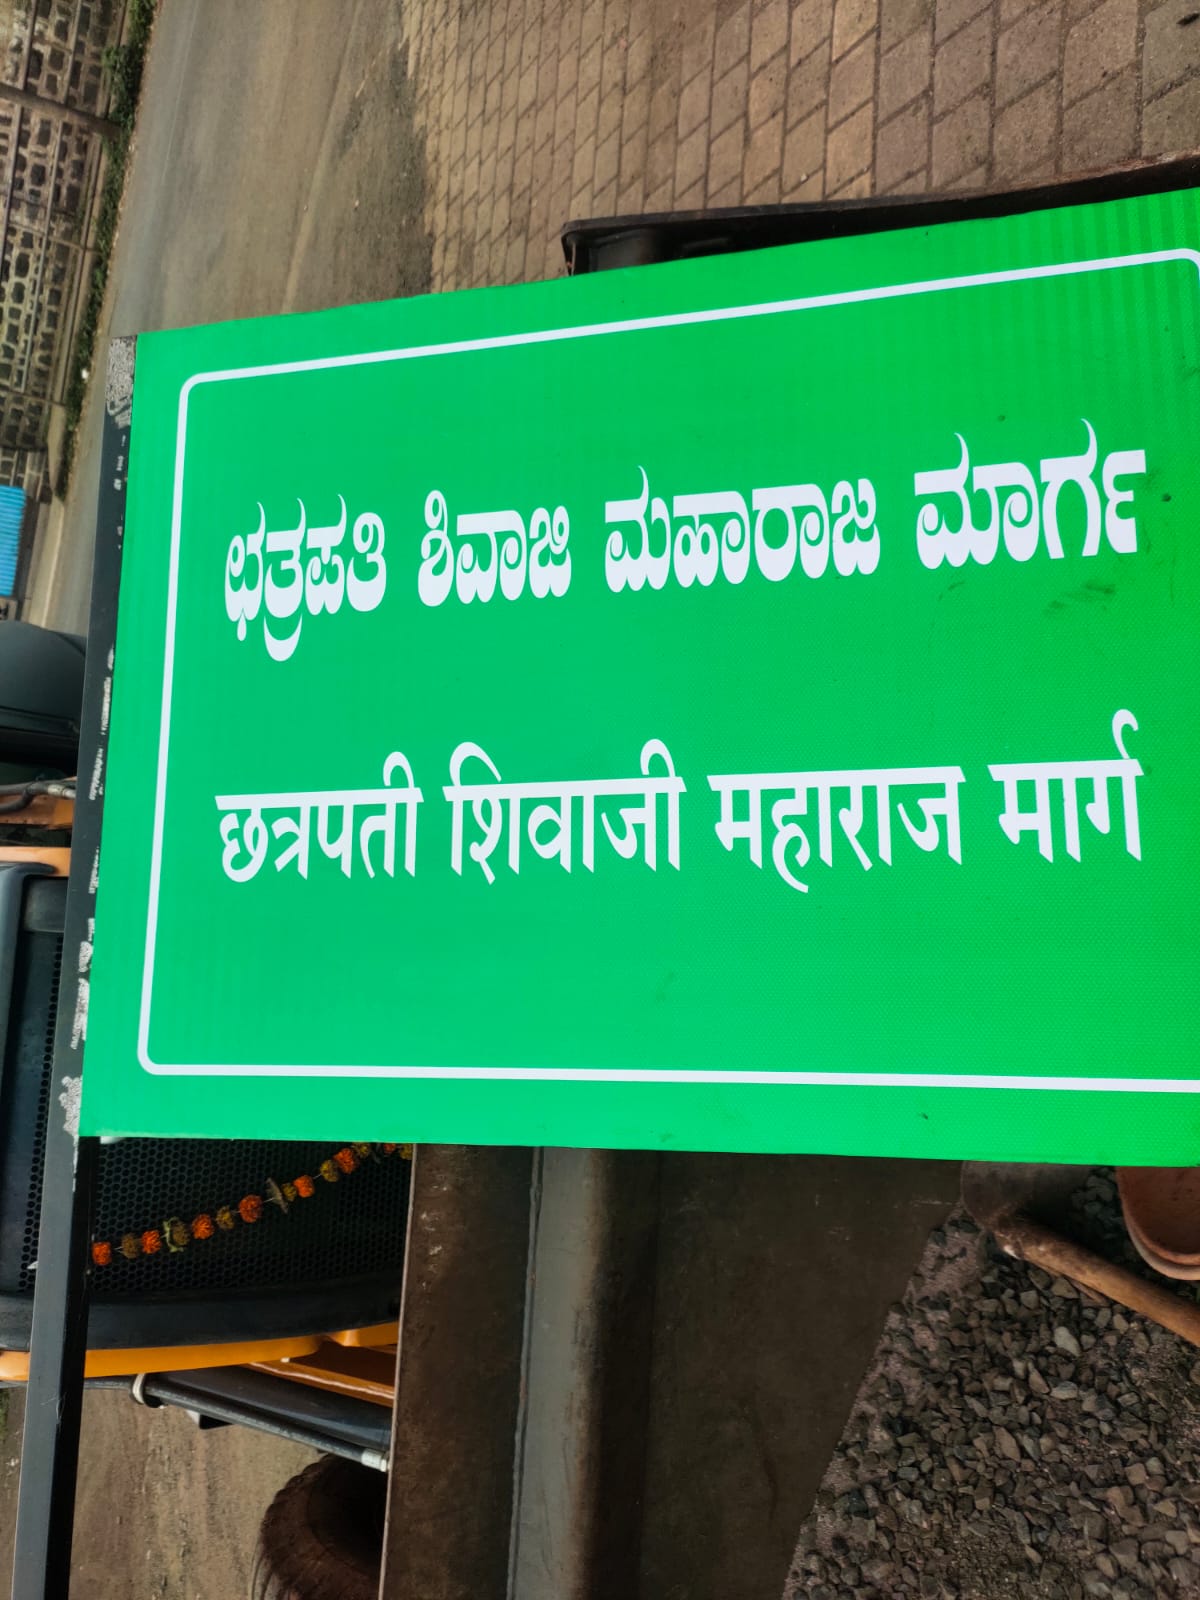 ಛತ್ರಪತಿ ಶಿವಾಜಿ ಮಹಾರಾಜ ಮಾರ್ಗ
छत्रपती शिवाजी महाराज मार्ग